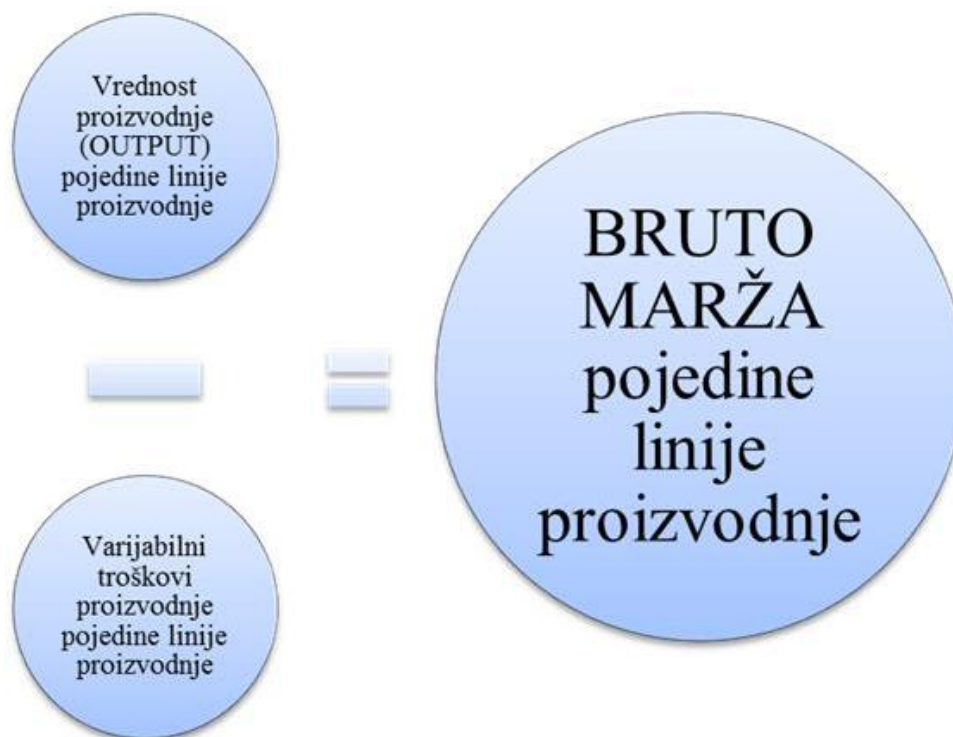 Vrednost
proizvodnje
(OUTPUT)
pojedine linije
proizvodnje
Varijabilni
troškovi
proizvodnje
pojedine linije
proizvodnje
BRUTO
MARŽA
pojedine
linije
proizvodnje